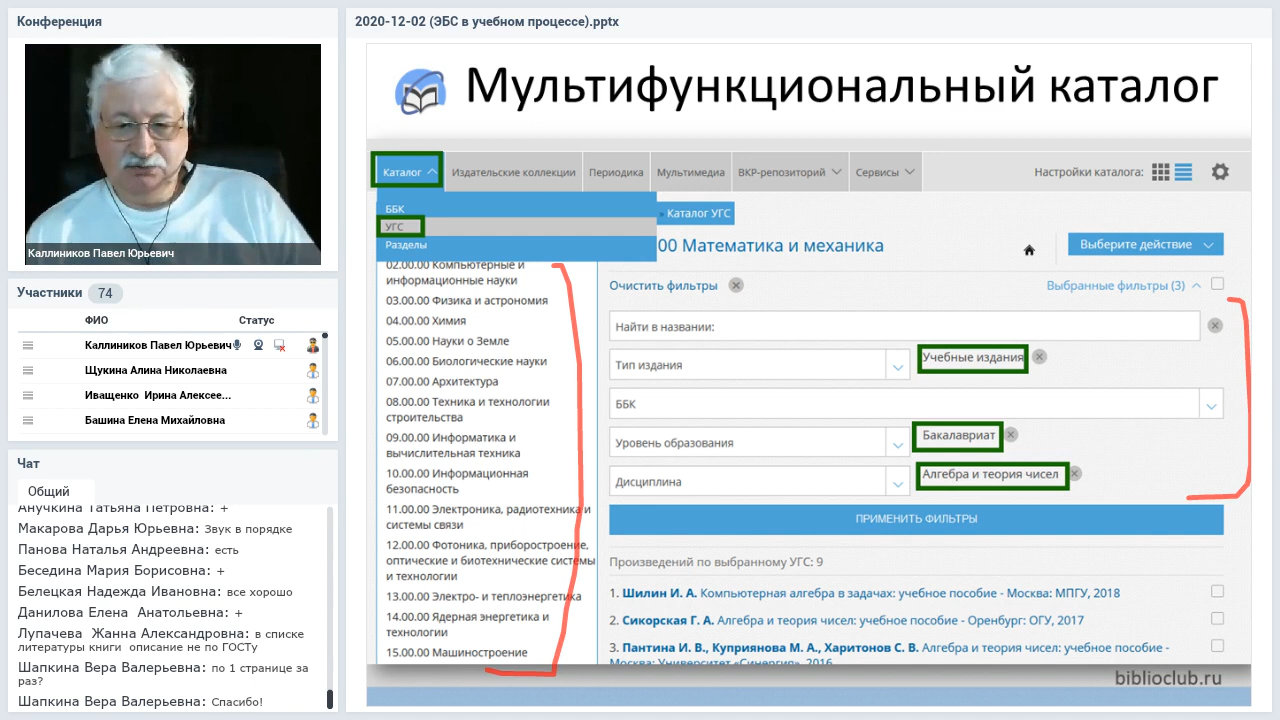 Конференция
Каллиников Павел Юрьевич
Участники 74
ФИО Статус
Каллиников Павел Юрьевич
Щукина Алина Николаевна
Иващенко Ирина Алексее...
Башина Елена Михайловна
Чат
Общий
Анучкина Татьяна Петровна: +
Макарова Дарья Юрьевна: Звук в порядке
Панова Наталья Андреевна: есть
Беседина Мария Борисовна: +
Белецкая Надежда Ивановна: все хорошо
Данилова Елена Анатольевна: +
Лупачева Жанна Александровна: в списке
литературы книги описание не по ГОСТу
Шапкина Вера Валерьевна: по 1 странице за
раз?
Шапкина Вера Валерьевна: Спасибо!
2020-12-02 (ЭБС в учебном процессе).pptx
Мультифункциональный каталог
Каталог Издательские коллекции Периодика Мультимедиа ВКР-репозиторий Сервисы Настройки каталога:
ББК
УГС
Разделы
02.00.00 Компьютерные и
информационные науки
03.00.00 Физика и астрономия
04.00.00 Химия
05.00.00 Науки о Земле
06.00.00 Биологические науки
07.00.00 Архитектура
08.00.00 Техника и технологии
строительства
09.00.00 Информатика и
вычислительная техника
10.00.00 Информационная
безопасность
11.00.00 Электроника, радиотехника и
системы связи
12.00.00 Фотоника, приборостроение,
оптические и биотехнические системы
и технологии
13.00.00 Электро- и теплоэнергетика
14.00.00 Ядерная энергетика и
технологии
15.00.00 Машиностроение
» Каталог УГС
00 Математика и механика
Выберите действие
Очистить фильтры
Выбранные фильтры (3)
Найти в названии:
Тип издания Учебные издания
ББК
Уровень образования Бакалавриат
Дисциплина Алгебра и теория чисел
ПРИМЕНИТЬ ФИЛЬТРЫ
Произведений по выбранному УГС: 9
1. Шилин И. А. Компьютерная алгебра в задачах: учебное пособие - Москва: МПГУ, 2018
2. Сикорская Г. А. Алгебра и теория чисел: учебное пособие - Оренбург: ОГУ, 2017
3. Пантина И. В., Куприянова М. А., Харитонов С. В. Алгебра и теория чисел: учебное пособие -
Москва: Университет «Синергия», 2016
biblioclub.ru